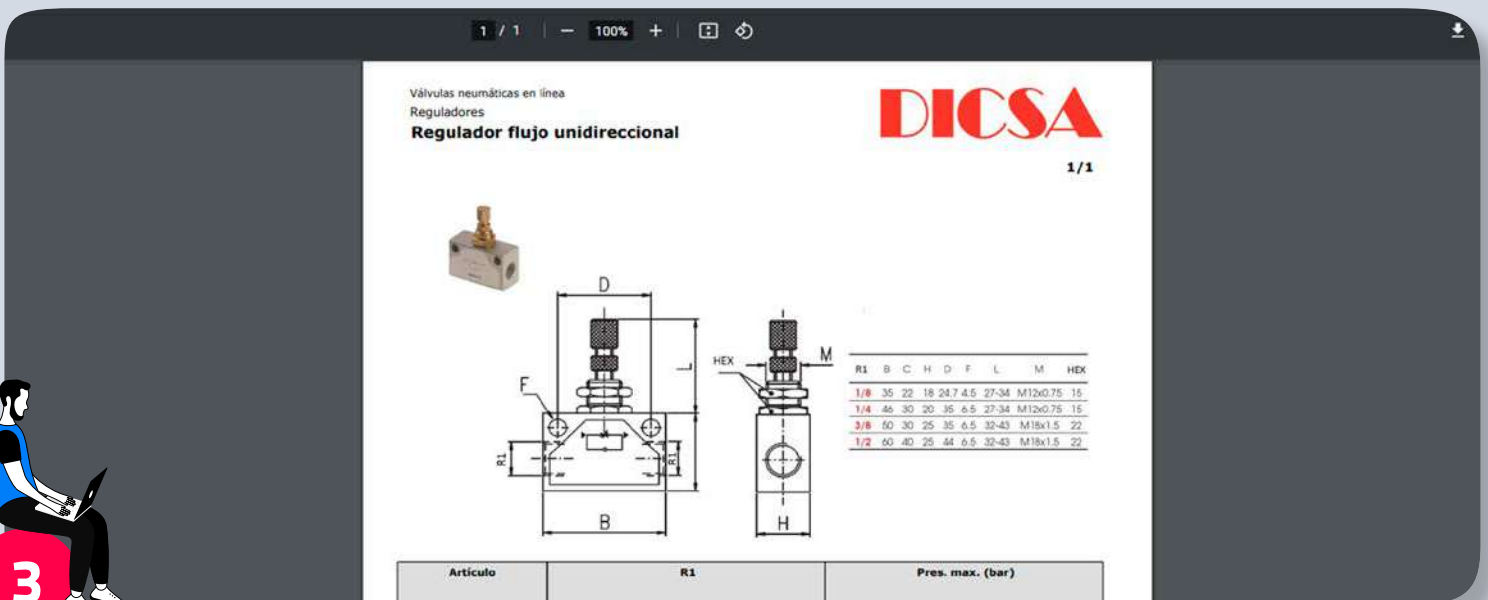 1 / 1 100%
Válvulas neumáticas en línea
Reguladores
Regulador flujo unidireccional
DICSA
1/1
D
L
HEX
M
F
R1
R1
B
H
R1 B C H D F L M HEX
1/8 35 22 18 24.7 4.5 27-34 M12x0.75 15
1/4 46 30 20 35 6.5 27-34 M12x0.75 15
3/8 50 30 25 35 6.5 32-43 M18x1.5 22
1/2 60 40 25 44 6.5 32-43 M18x1.5 22
Artículo R1 Pres. max. (bar)
3